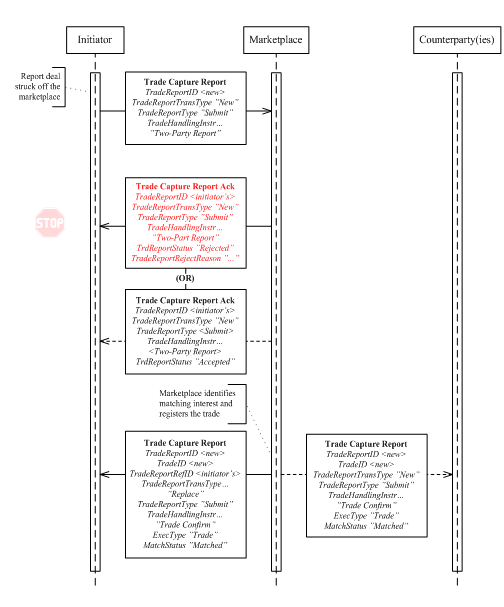 Initiator
Marketplace
Counterparty(ies)
Report deal
struck off the
marketplace
Trade Capture Report
TradeReportID <new>
TradeReportTransType "New"
TradeReportType "Submit"
TradeHandlingInstr...
"Two-Party Report"
STOP
Trade Capture Report Ack
TradeReportID <initiator's>
TradeReportTransType "New"
TradeReportType "Submit"
TradeHandlingInstr...
"Two-Part Report"
TrdReportStatus "Rejected"
TradeReportRejectReason "..."
(OR)
Trade Capture Report Ack
TradeReportID <initiator's>
TradeReportTransType "New"
TradeReportType <Submit>
TradeHandlingInstr...
<Two-Party Report>
TrdReportStatus "Accepted"
Marketplace identifies
matching interest and
registers the trade
Trade Capture Report
TradeReportID <new>
TradeID <new>
TradeReportRefID <initiator's>
TradeReportTransType...
"Replace"
TradeReportType "Submit"
TradeHandlingInstr...
"Trade Confirm"
ExecType "Trade"
MatchStatus "Matched"
Trade Capture Report
TradeReportID <new>
TradeID <new>
TradeReportTransType "New"
TradeReportType "Submit"
TradeHandlingInstr...
"Trade Confirm"
ExecType "Trade"
MatchStatus "Matched"